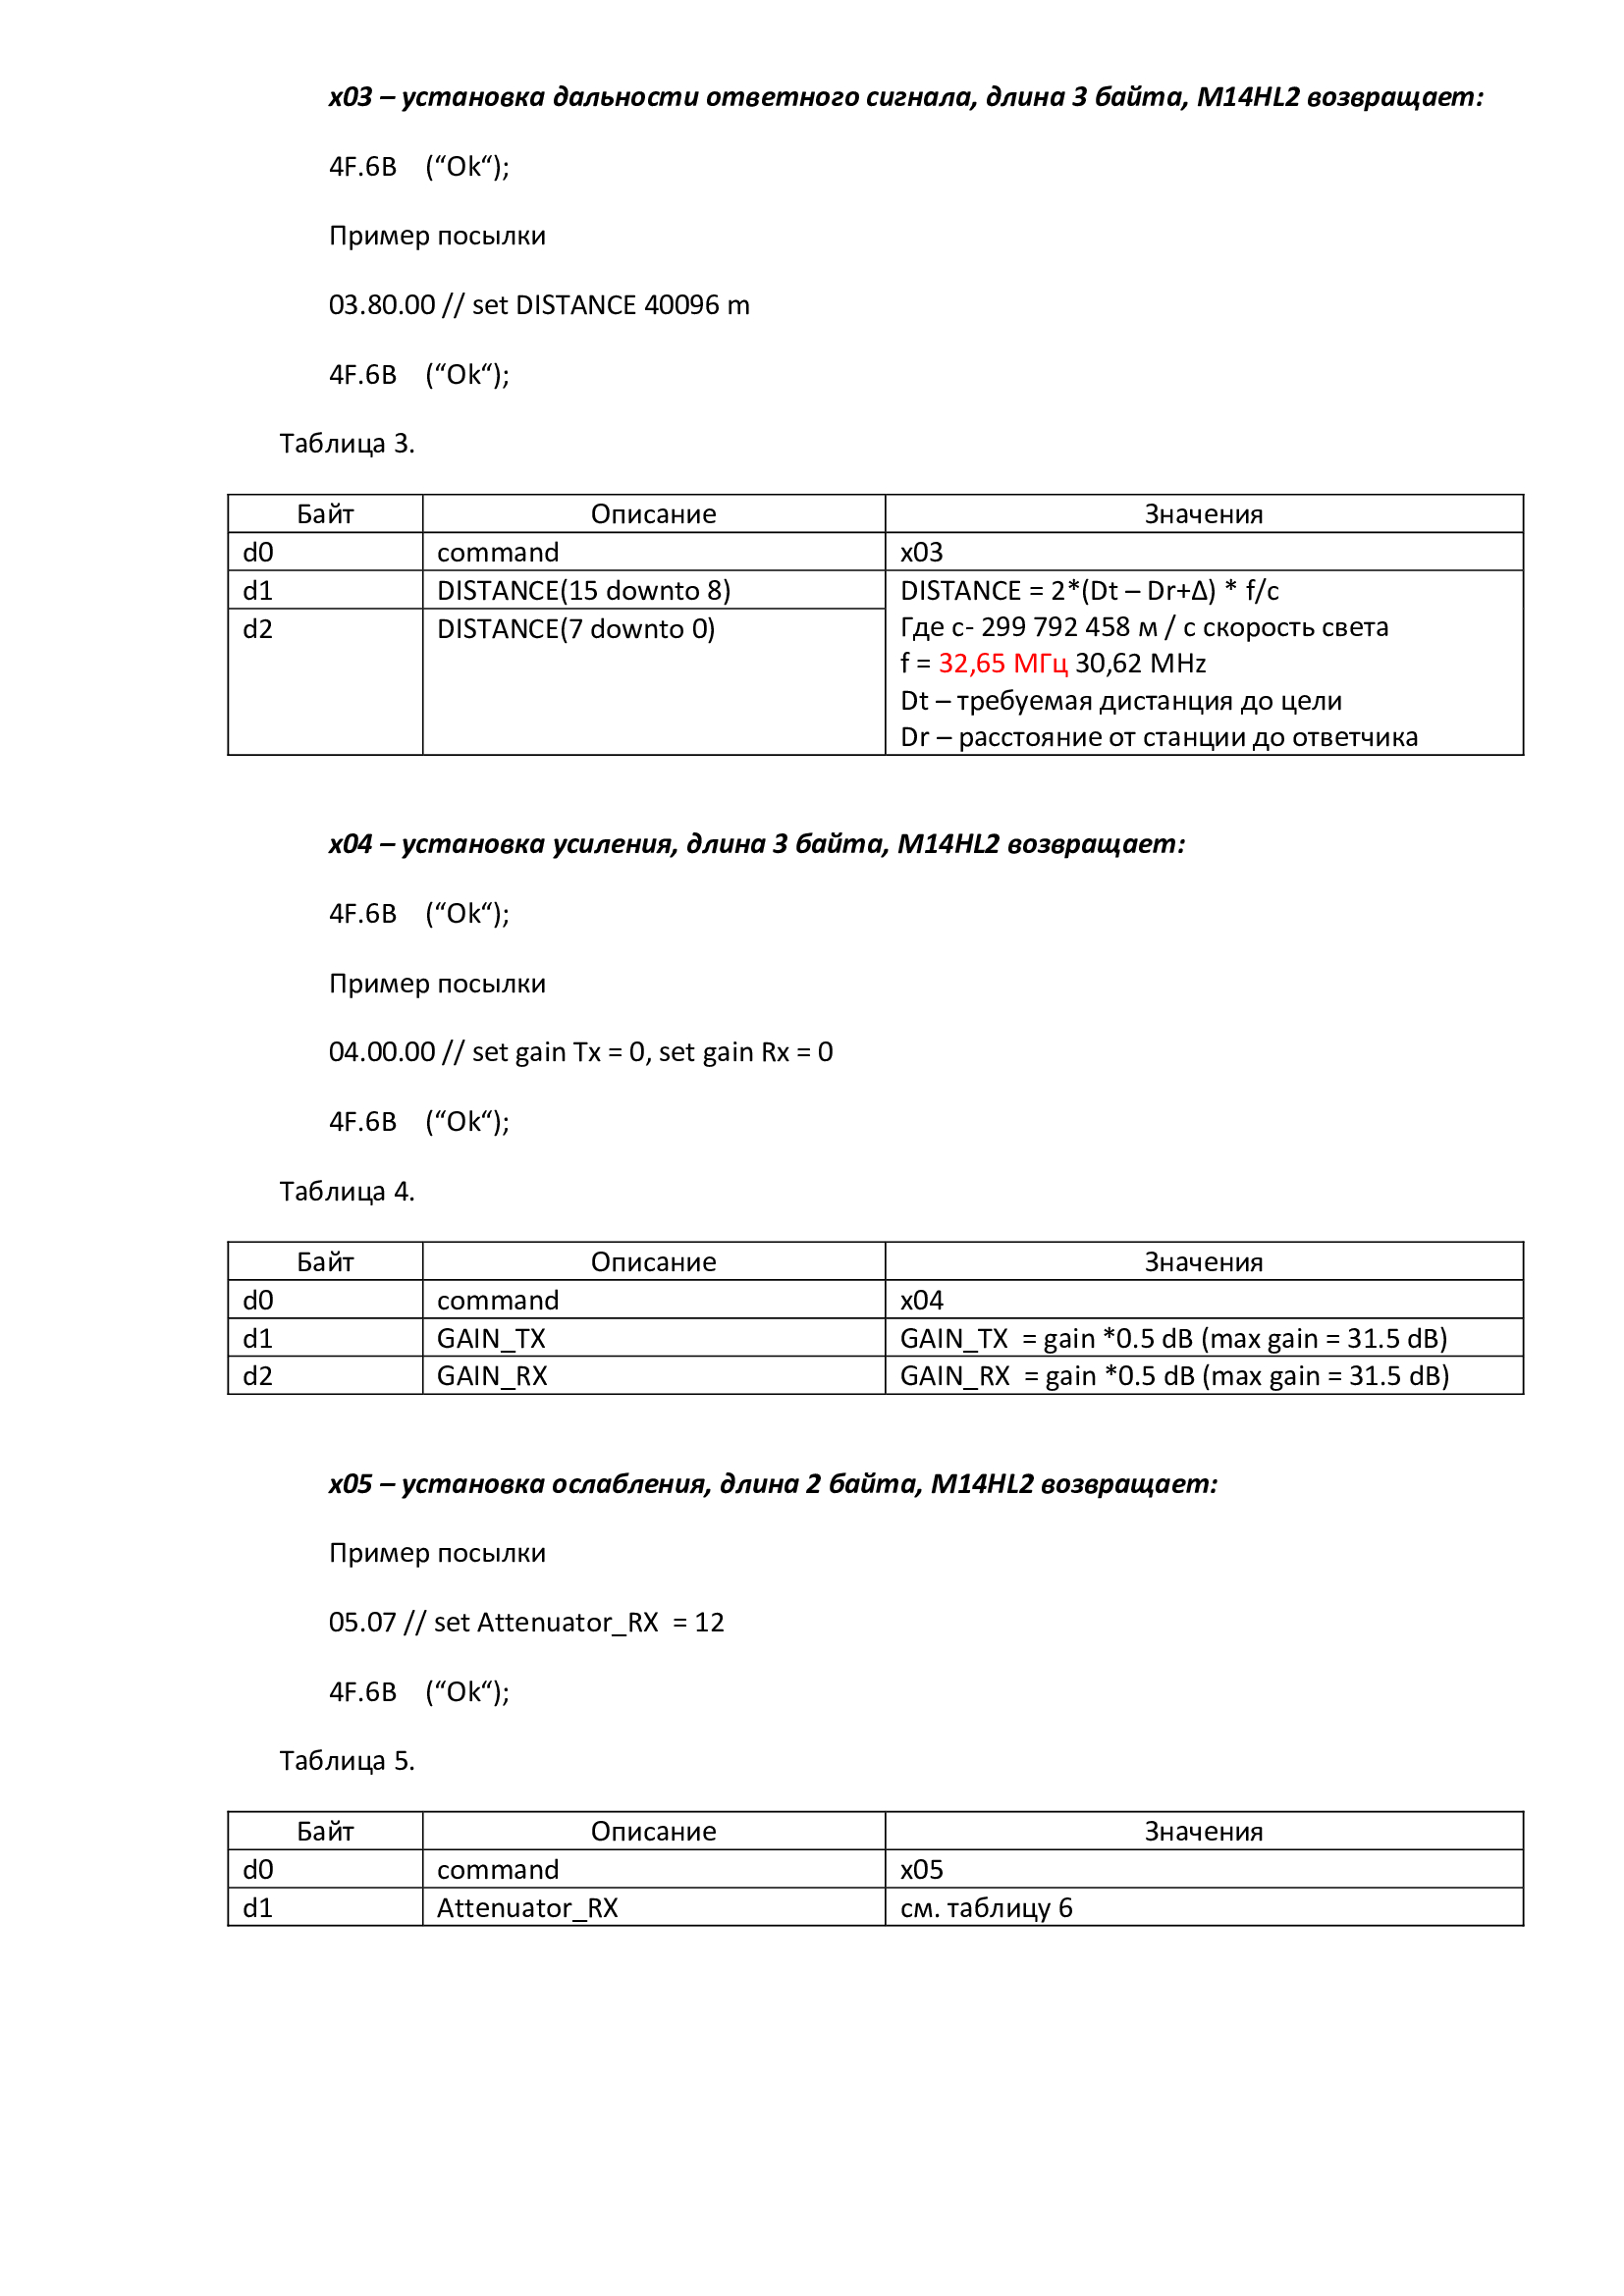 x03 – установка дальности ответного сигнала, длина 3 байта, M14HL2 возвращает:
4F.6B (“Ok“);
Пример посылки
03.80.00 // set DISTANCE 40096 m
4F.6B (“Ok“);
Таблица 3.
Байт Описание Значения
d0 command x03
d1 DISTANCE(15 downto 8) DISTANCE = 2*(Dt – Dr+Δ) * f/c
d2 DISTANCE(7 downto 0) Где c- 299 792 458 м / с скорость света
f = 32,65 МГц 30,62 MHz
Dt – требуемая дистанция до цели
Dr – расстояние от станции до ответчика
x04 – установка усиления, длина 3 байта, M14HL2 возвращает:
4F.6B (“Ok“);
Пример посылки
04.00.00 // set gain Tx = 0, set gain Rx = 0
4F.6B (“Ok“);
Таблица 4.
Байт Описание Значения
d0 command x04
d1 GAIN_TX GAIN_TX = gain *0.5 dB (max gain = 31.5 dB)
d2 GAIN_RX GAIN_RX = gain *0.5 dB (max gain = 31.5 dB)
x05 – установка ослабления, длина 2 байта, M14HL2 возвращает:
Пример посылки
05.07 // set Attenuator_RX = 12
4F.6B (“Ok“);
Таблица 5.
Байт Описание Значения
d0 command x05
d1 Attenuator_RX см. таблицу 6